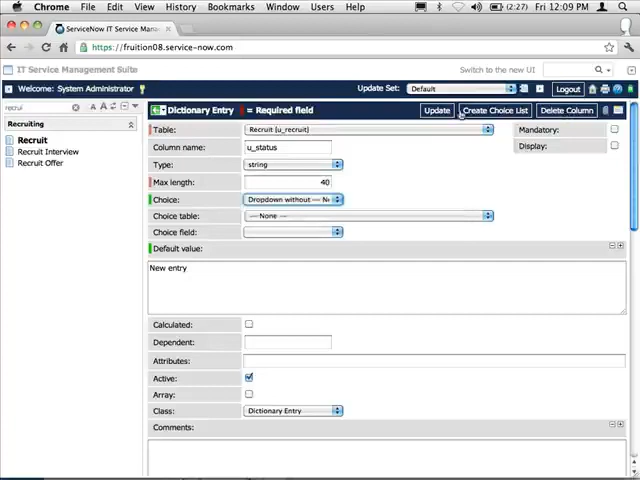 Chrome File Edit View History Bookmarks Window Users Help (2:27) Fri 12:09 PM
ServiceNow IT Service Mana
https://fruition08.service-now.com
IT Service Management Suite Switch to the new UI
Welcome: System Administrator Update Set: Default Logout
recrui A A
Dictionary Entry = Required field Update Create Choice List Delete Column
Recruiting
Recruit
Recruit Interview
Recruit Offer
Table: Recruit [u_recruit] Mandatory:
Column name: u_status Display:
Type: string
Max length: 40
Choice: Dropdown without -- N
Choice table: -- None --
Choice field:
Default value:
New entry
Calculated:
Dependent:
Attributes:
Active:
Array:
Class: Dictionary Entry
Comments: